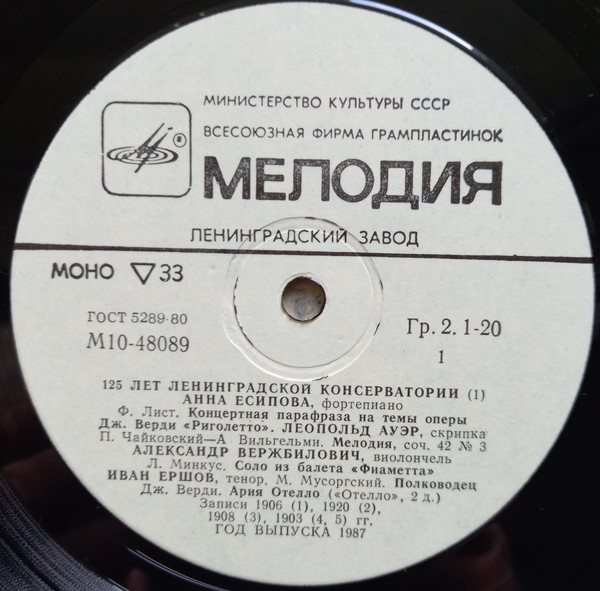 МИНИСТЕРСТВО КУЛЬТУРЫ СССР
ВСЕСОЮЗНАЯ ФИРМА ГРАМПЛАСТИНОК
®
МЕЛОДИЯ
ЛЕНИНГРАДСКИЙ ЗАВОД
МОНО ▽ 33
ГОСТ 5289-80
М10-48089
Гр. 2. 1-20
1
125 ЛЕТ ЛЕНИНГРАДСКОЙ КОНСЕРВАТОРИИ (1)
АННА ЕСИПОВА, фортепиано
Ф. Лист. Концертная парафраза на темы оперы
Дж. Верди «Риголетто». ЛЕОПОЛЬД АУЭР, скрипка
П. Чайковский—А Вильгельми. Мелодия, соч. 42 № 3
АЛЕКСАНДР ВЕРЖБИЛОВИЧ, виолончель
Л. Минкус. Соло из балета «Фиаметта»
ИВАН ЕРШОВ, тенор. М. Мусоргский. Полководец
Дж. Верди. Ария Отелло («Отелло», 2 д.)
Записи 1906 (1), 1920 (2),
1908 (3), 1903 (4, 5) гг.
ГОД ВЫПУСКА 1987